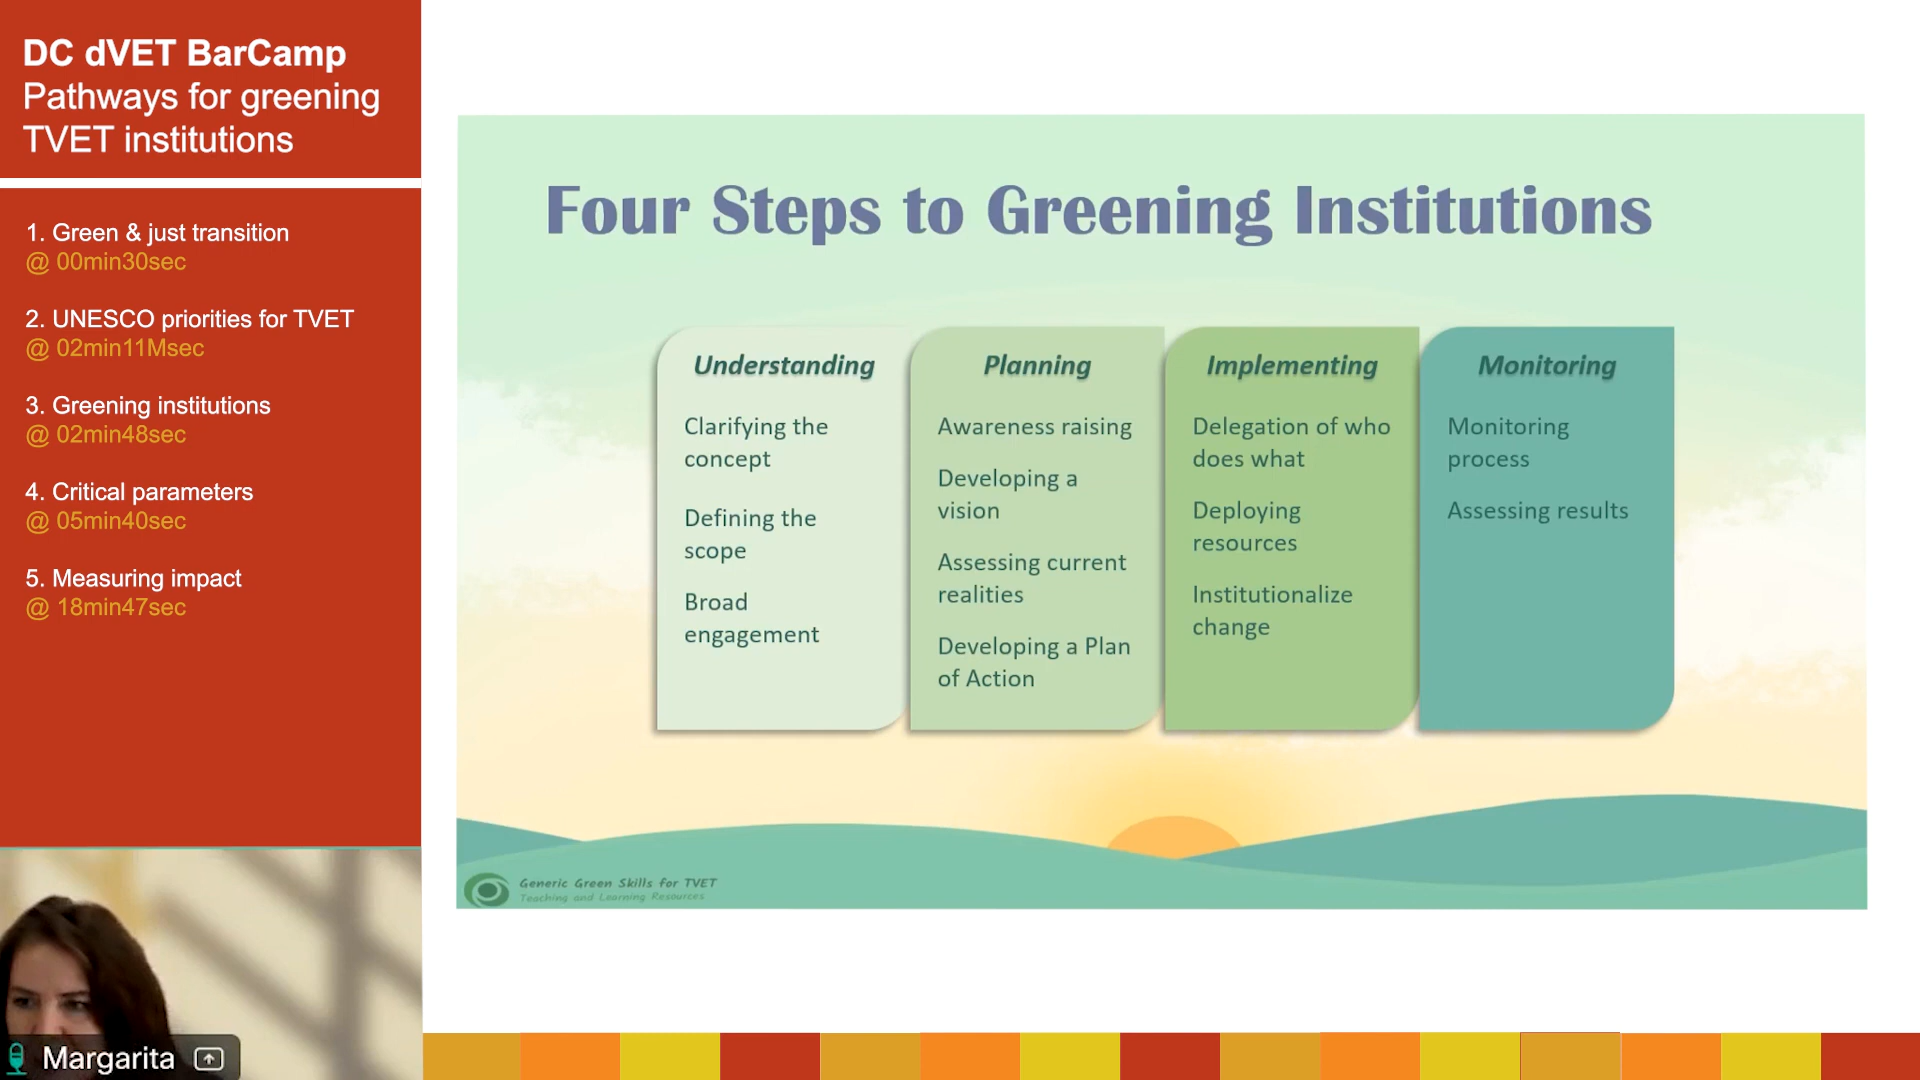 DC dVET BarCamp
Pathways for greening
TVET institutions
1. Green & just transition
@ 00min30sec
2. UNESCO priorities for TVET
@ 02min11Msec
3. Greening institutions
@ 02min48sec
4. Critical parameters
@ 05min40sec
5. Measuring impact
@ 18min47sec
Margarita
Four Steps to Greening Institutions
Understanding
Clarifying the
concept
Defining the
scope
Broad
engagement
Planning
Awareness raising
Developing a
vision
Assessing current
realities
Developing a Plan
of Action
Implementing
Delegation of who
does what
Deploying
resources
Institutionalize
change
Monitoring
Monitoring
process
Assessing results
Generic Green Skills for TVET
Teaching and Learning Resources